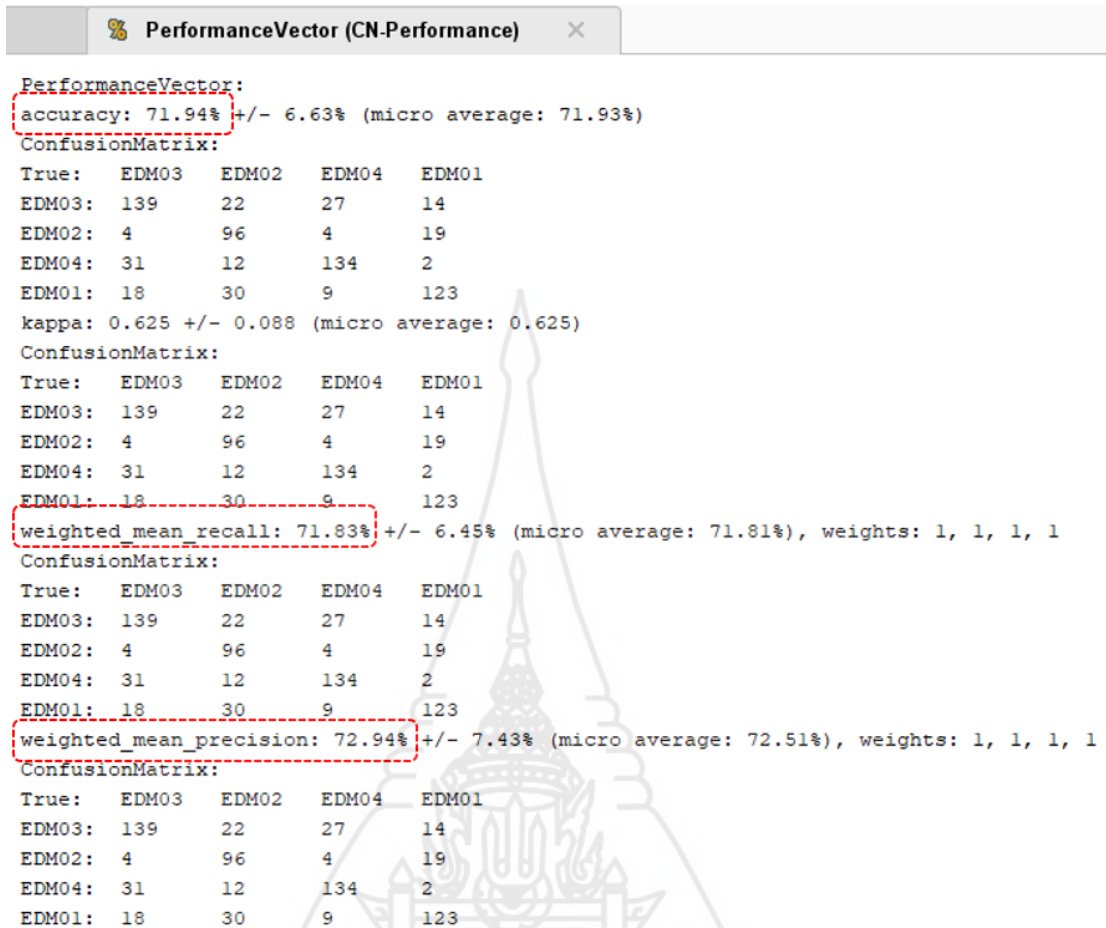 PerformanceVector (CN-Performance)
PerformanceVector:
accuracy: 71.94% +/- 6.63% (micro average: 71.93%)
ConfusionMatrix:
True: EDM03 EDM02 EDM04 EDM01
EDM03: 139 22 27 14
EDM02: 4 96 4 19
EDM04: 31 12 134 2
EDM01: 18 30 9 123
kappa: 0.625 +/- 0.088 (micro average: 0.625)
ConfusionMatrix:
True: EDM03 EDM02 EDM04 EDM01
EDM03: 139 22 27 14
EDM02: 4 96 4 19
EDM04: 31 12 134 2
EDM01: 18 30 9 123
weighted_mean_recall: 71.83% +/- 6.45% (micro average: 71.81%), weights: 1, 1, 1, 1
ConfusionMatrix:
True: EDM03 EDM02 EDM04 EDM01
EDM03: 139 22 27 14
EDM02: 4 96 4 19
EDM04: 31 12 134 2
EDM01: 18 30 9 123
weighted_mean_precision: 72.94% +/- 7.43% (micro average: 72.51%), weights: 1, 1, 1, 1
ConfusionMatrix:
True: EDM03 EDM02 EDM04 EDM01
EDM03: 139 22 27 14
EDM02: 4 96 4 19
EDM04: 31 12 134 2
EDM01: 18 30 9 123